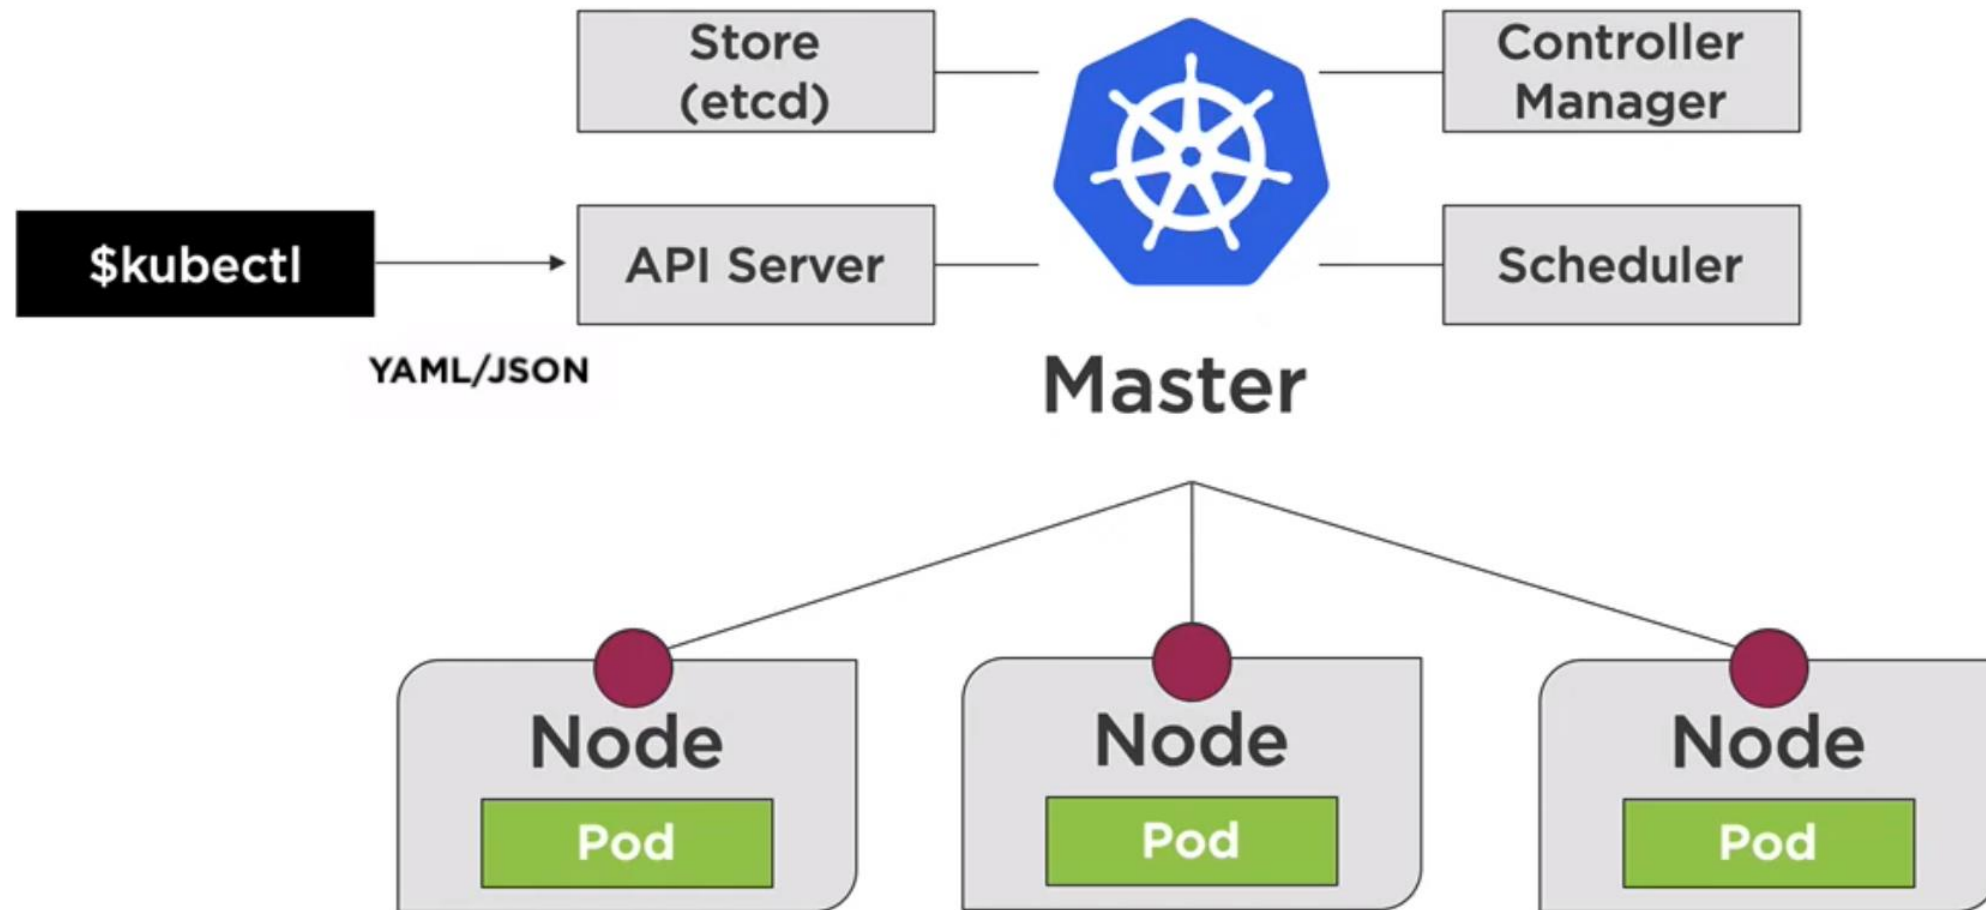 Store
(etcd)
Controller
Manager
$kubectl
API Server
Scheduler
YAML/JSON
Master
Node
Node
Node
Pod
Pod
Pod